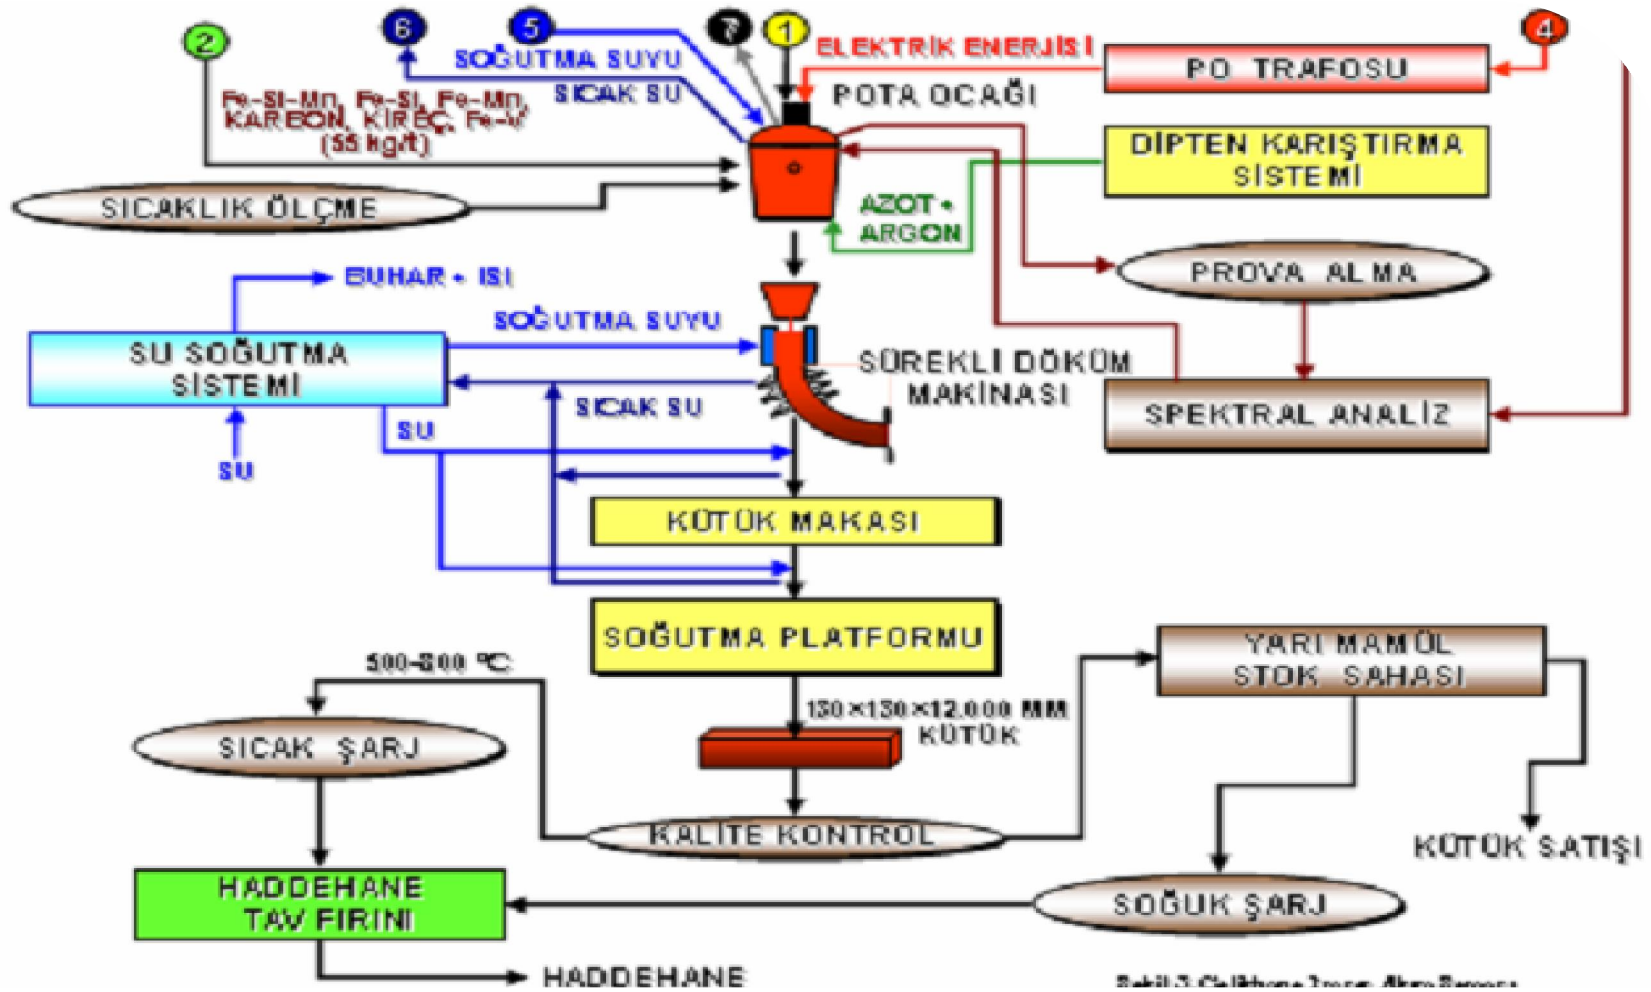 2
6
5
7
1
4
SOĞUTMA SUYU
SICAK SU
ELEKTRİK ENERJİSİ
POTA OCAĞI
PO TRAFOSU
Fe-Si-Mn, Fe-Si, Fe-Mn,
KARBON, KİREÇ, Fe-V
(55 kg/t)
DİPTEN KARIŞTIRMA
SİSTEMİ
SICAKLIK ÖLÇME
AZOT +
ARGON
PROVA ALMA
BUHAR + ISI
SOĞUTMA SUYU
SU SOĞUTMA
SİSTEMİ
SÜREKLİ DÖKÜM
MAKİNASI
SICAK SU
SPEKTRAL ANALİZ
SU
SU
KÜTÜK MAKASI
SOĞUTMA PLATFORMU
YARI MAMÜL
STOK SAHASI
500-800 °C
130×130×12.000 MM
KÜTÜK
SICAK ŞARJ
KALİTE KONTROL
KÜTÜK SATIŞI
HADDEHANE
TAV FIRINI
SOĞUK ŞARJ
HADDEHANE